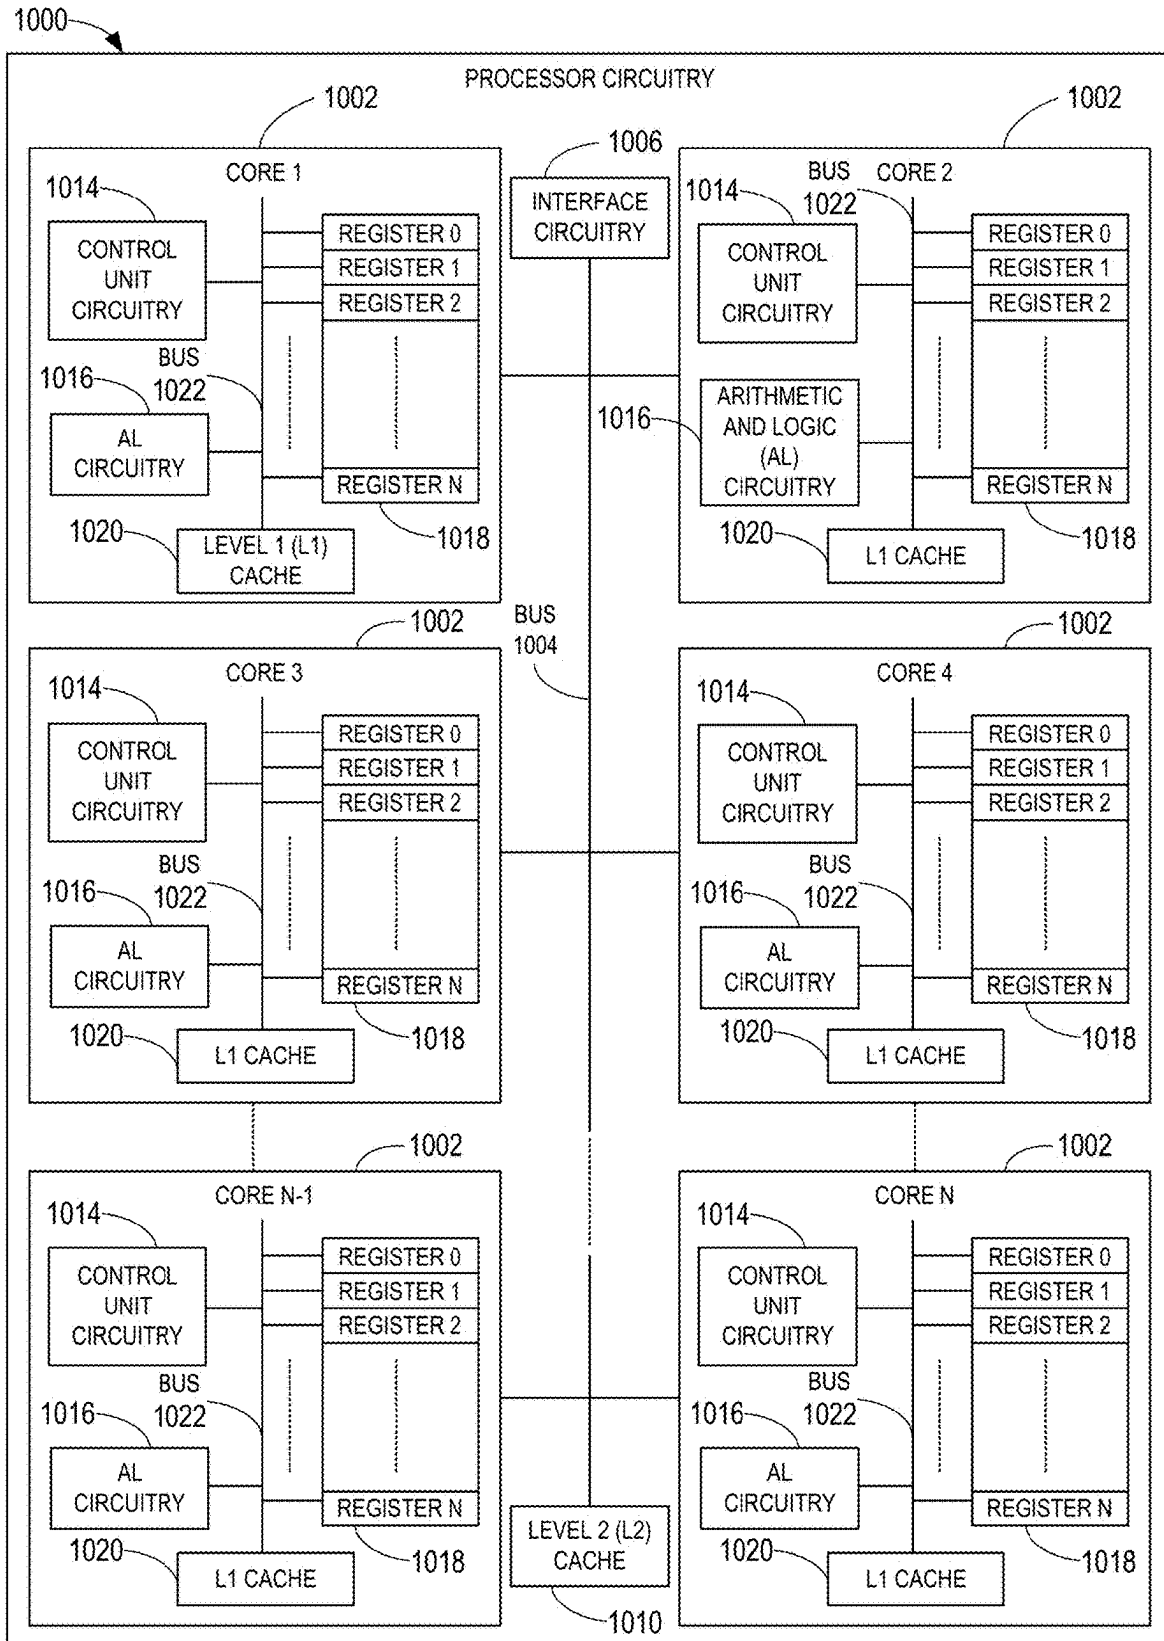 1000
PROCESSOR CIRCUITRY
1002
CORE 1
1014
CONTROL
UNIT
CIRCUITRY
REGISTER 0
REGISTER 1
REGISTER 2
BUS
1022
1016
AL
CIRCUITRY
REGISTER N
1018
1020
LEVEL 1 (L1)
CACHE
1006
INTERFACE
CIRCUITRY
1002
CORE 2
BUS
1022
1014
CONTROL
UNIT
CIRCUITRY
REGISTER 0
REGISTER 1
REGISTER 2
1016
ARITHMETIC
AND LOGIC
(AL)
CIRCUITRY
REGISTER N
1018
1020
L1 CACHE
BUS
1004
1002
CORE 3
1014
CONTROL
UNIT
CIRCUITRY
REGISTER 0
REGISTER 1
REGISTER 2
BUS
1022
1016
AL
CIRCUITRY
REGISTER N
1018
1020
L1 CACHE
1002
CORE 4
1014
CONTROL
UNIT
CIRCUITRY
REGISTER 0
REGISTER 1
REGISTER 2
BUS
1022
1016
AL
CIRCUITRY
REGISTER N
1018
1020
L1 CACHE
1002
CORE N-1
1014
CONTROL
UNIT
CIRCUITRY
REGISTER 0
REGISTER 1
REGISTER 2
BUS
1022
1016
AL
CIRCUITRY
REGISTER N
1018
1020
L1 CACHE
LEVEL 2 (L2)
CACHE
1010
1002
CORE N
1014
CONTROL
UNIT
CIRCUITRY
REGISTER 0
REGISTER 1
REGISTER 2
BUS
1022
1016
AL
CIRCUITRY
REGISTER N
1018
1020
L1 CACHE